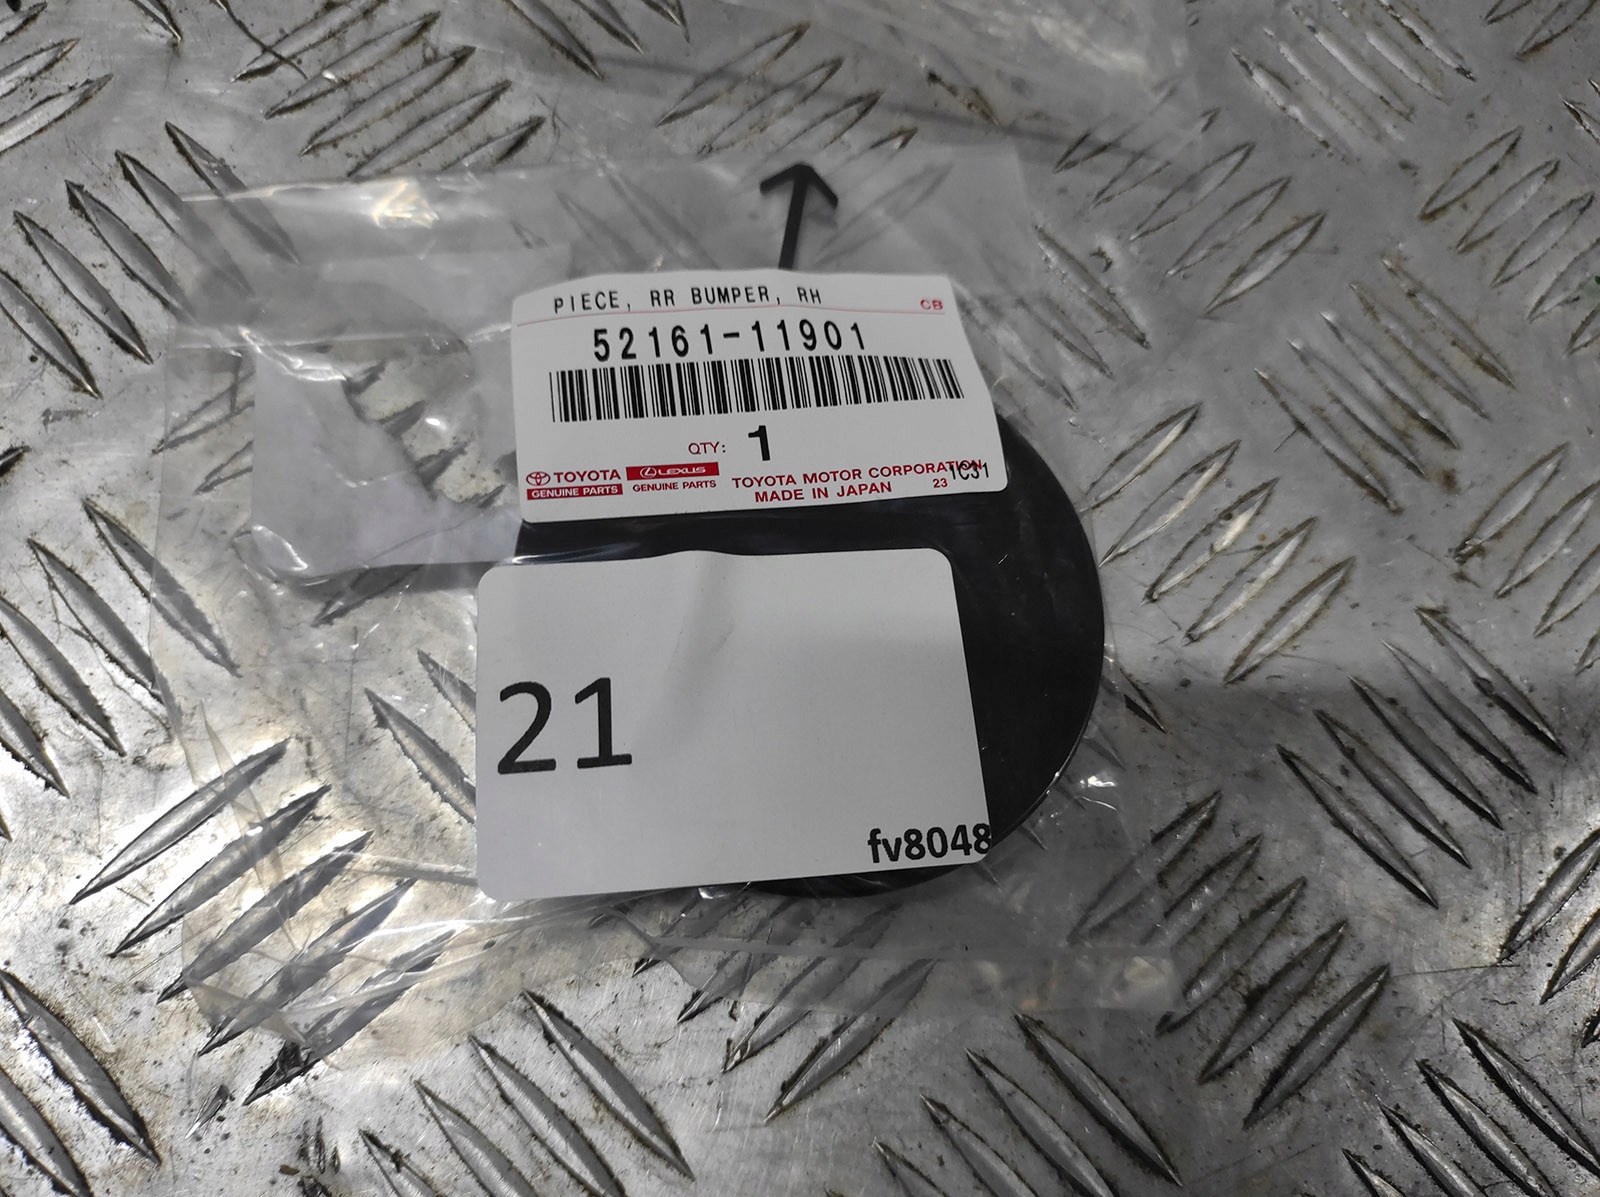 PIECE, RR BUMPER, RH CB
52161-11901
QTY: 1
TOYOTA LEXUS TOYOTA MOTOR CORPORATION 1C31
GENUINE PARTS GENUINE PARTS MADE IN JAPAN 23
21
fv8048